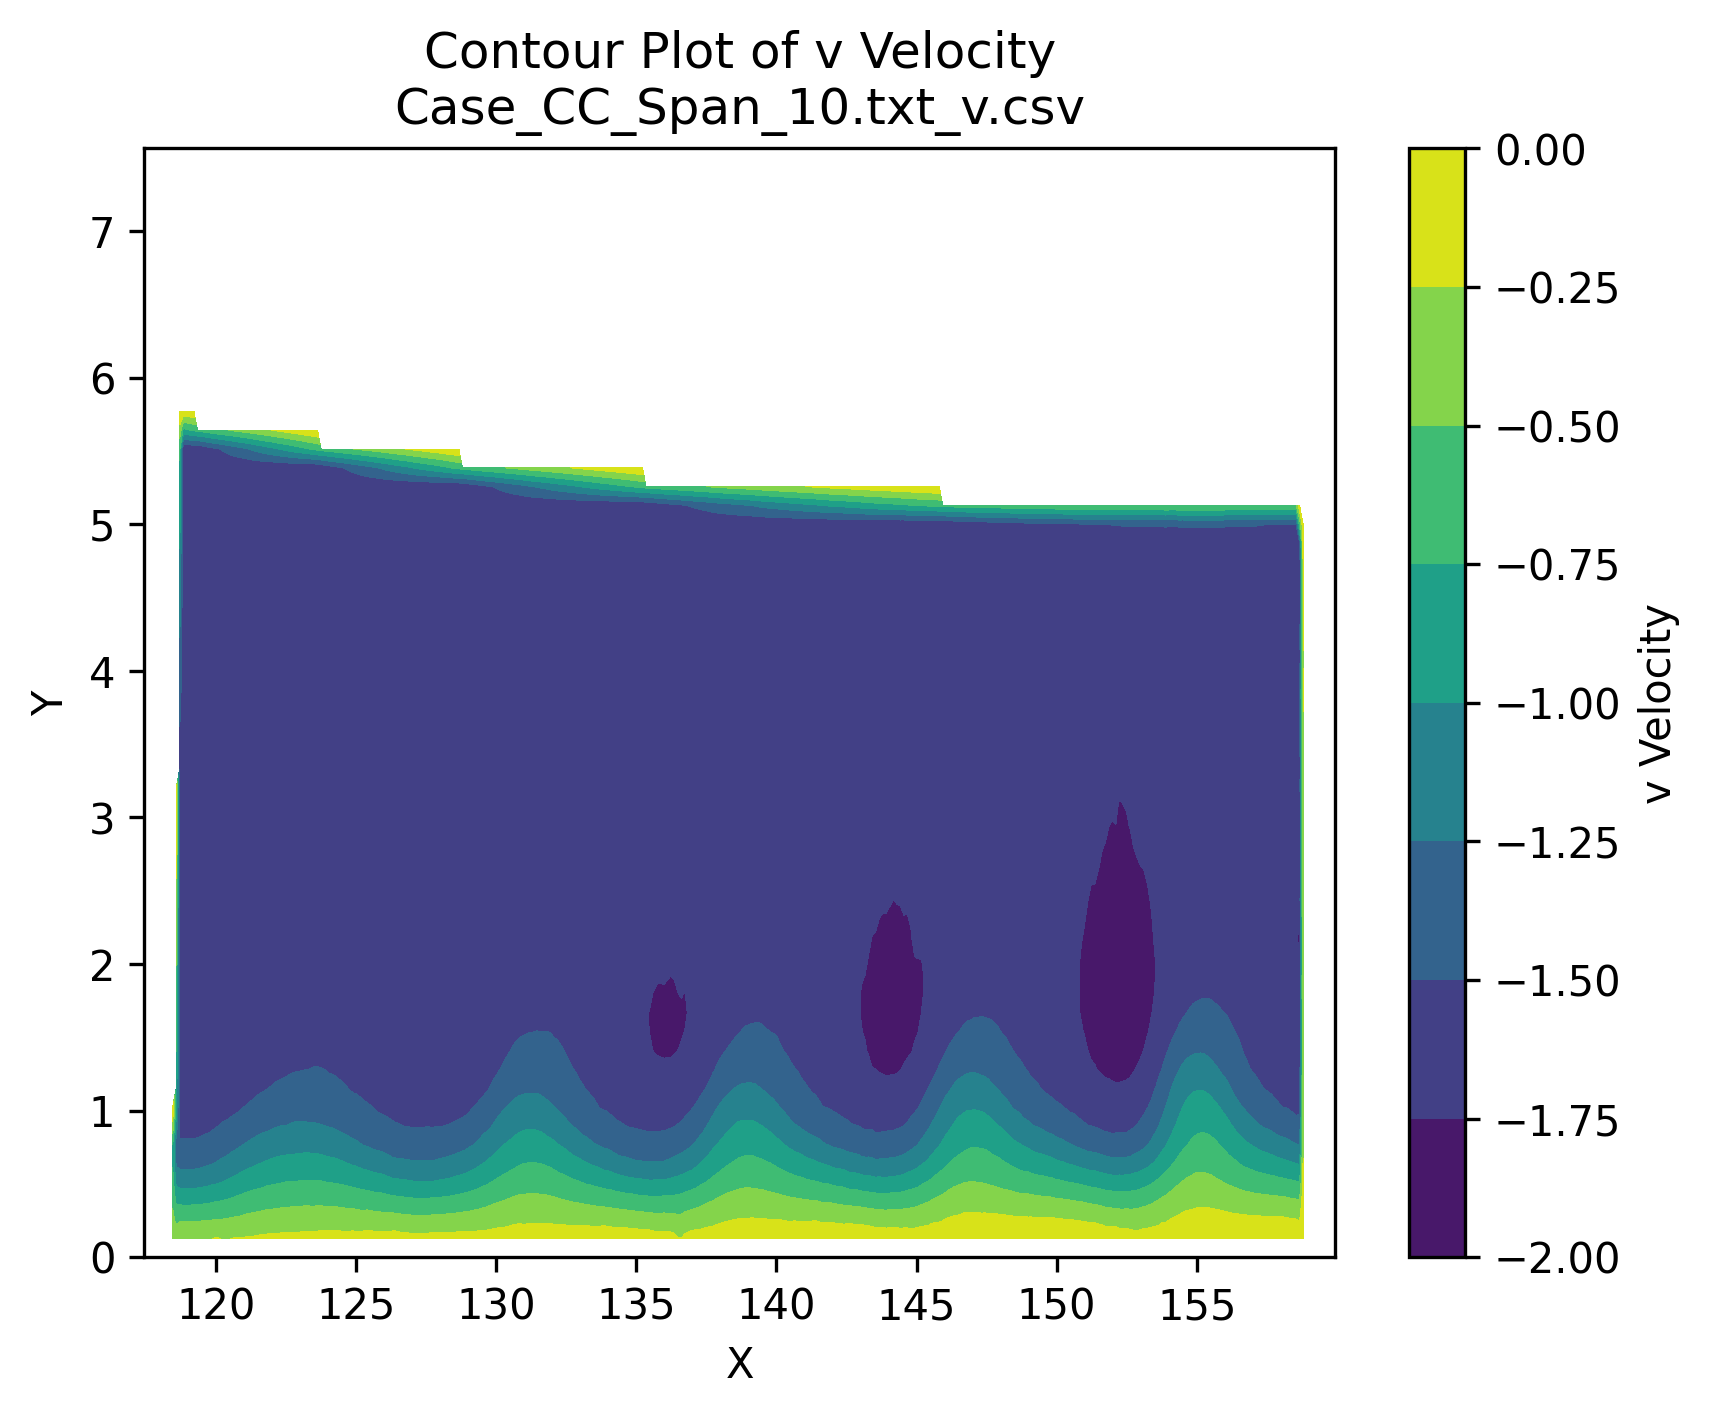 Contour Plot of v Velocity
Case_CC_Span_10.txt_v.csv
Y
7
6
5
4
3
2
1
0
120 125 130 135 140 145 150 155
X
0.00
−0.25
−0.50
−0.75
−1.00
−1.25
−1.50
−1.75
−2.00
v Velocity